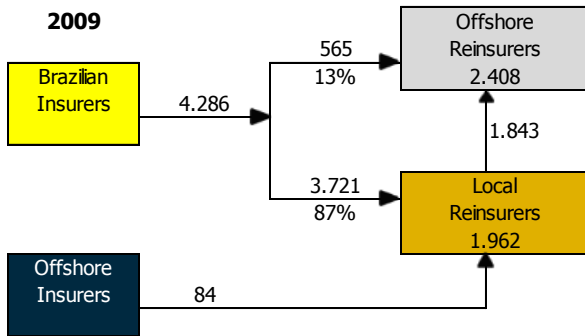 2009
Brazilian
Insurers
4.286
565
13%
Offshore
Reinsurers
2.408
1.843
3.721
87%
Local
Reinsurers
1.962
Offshore
Insurers
84